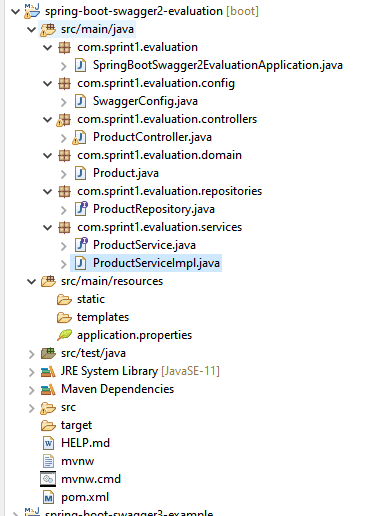 spring-boot-swagger2-evaluation [boot]
src/main/java
com.sprint1.evaluation
SpringBootSwagger2EvaluationApplication.java
com.sprint1.evaluation.config
SwaggerConfig.java
com.sprint1.evaluation.controllers
ProductController.java
com.sprint1.evaluation.domain
Product.java
com.sprint1.evaluation.repositories
ProductRepository.java
com.sprint1.evaluation.services
ProductService.java
ProductServiceImpl.java
src/main/resources
static
templates
application.properties
src/test/java
JRE System Library [JavaSE-11]
Maven Dependencies
src
target
HELP.md
mvnw
mvnw.cmd
pom.xml
spring-boot-swagger3-example